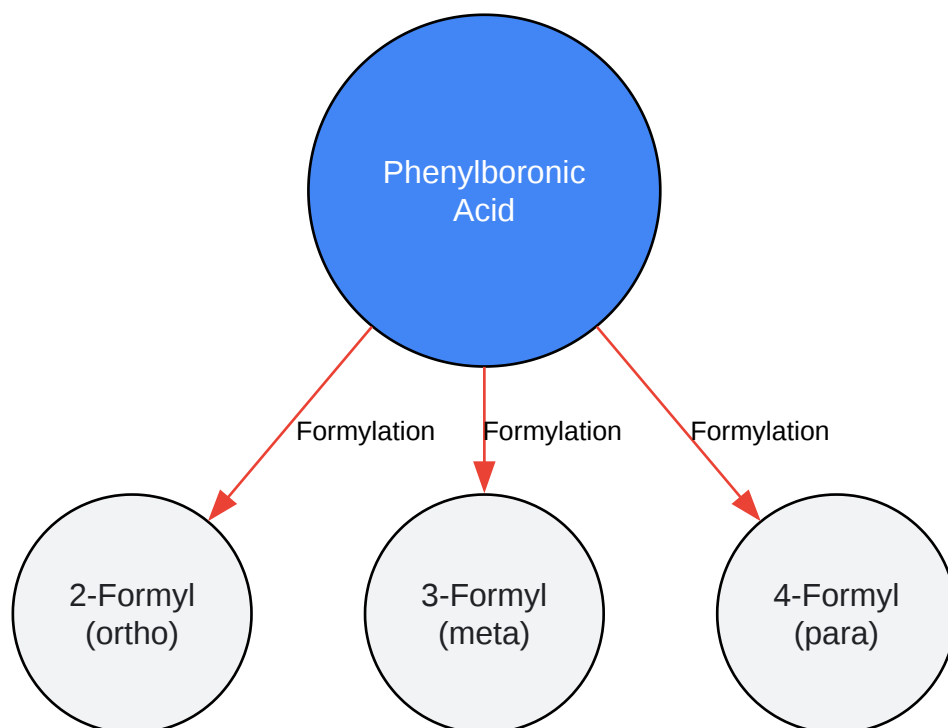 Phenylboronic
Acid
Formylation
Formylation
Formylation
2-Formyl
(ortho)
3-Formyl
(meta)
4-Formyl
(para)